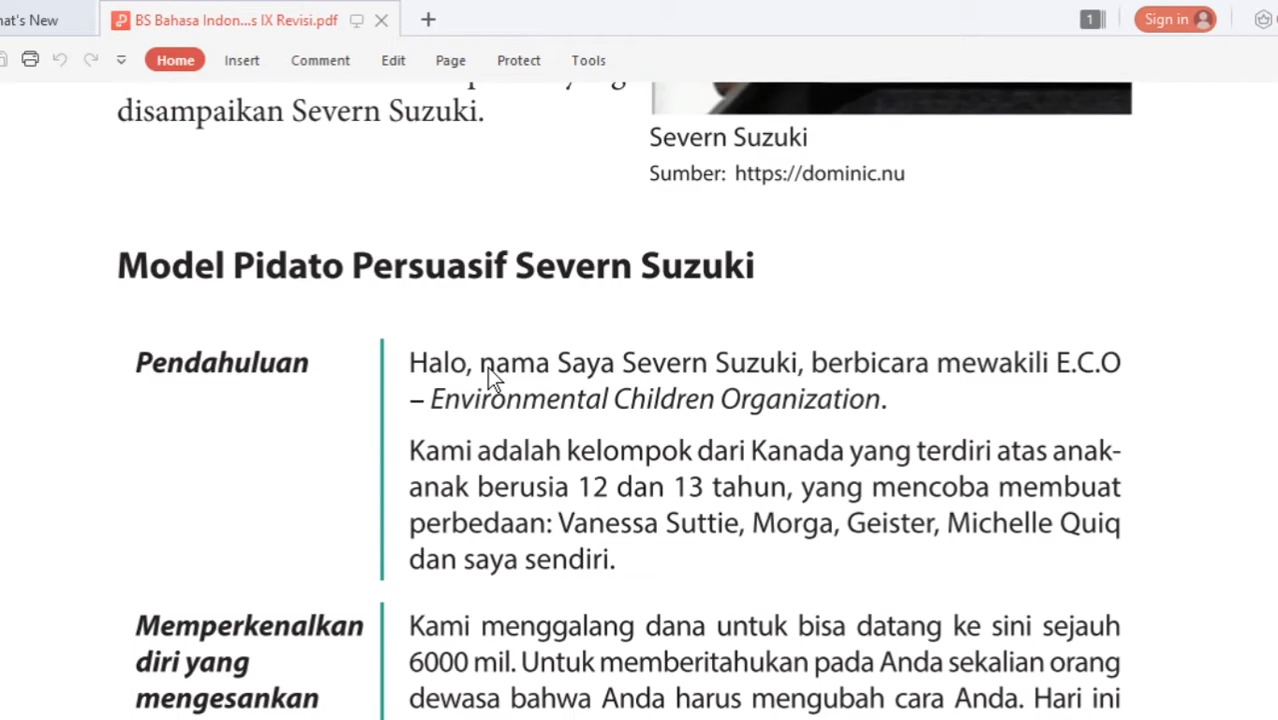 at's New
BS Bahasa Indon...s IX Revisi.pdf
1
Sign in
Home
Insert
Comment
Edit
Page
Protect
Tools
disampaikan Severn Suzuki.
Severn Suzuki
Sumber: https://dominic.nu
Model Pidato Persuasif Severn Suzuki
Pendahuluan
Halo, nama Saya Severn Suzuki, berbicara mewakili E.C.O
– Environmental Children Organization.
Kami adalah kelompok dari Kanada yang terdiri atas anak-
anak berusia 12 dan 13 tahun, yang mencoba membuat
perbedaan: Vanessa Suttie, Morga, Geister, Michelle Quiq
dan saya sendiri.
Memperkenalkan
diri yang
mengesankan
Kami menggalang dana untuk bisa datang ke sini sejauh
6000 mil. Untuk memberitahukan pada Anda sekalian orang
dewasa bahwa Anda harus mengubah cara Anda. Hari ini